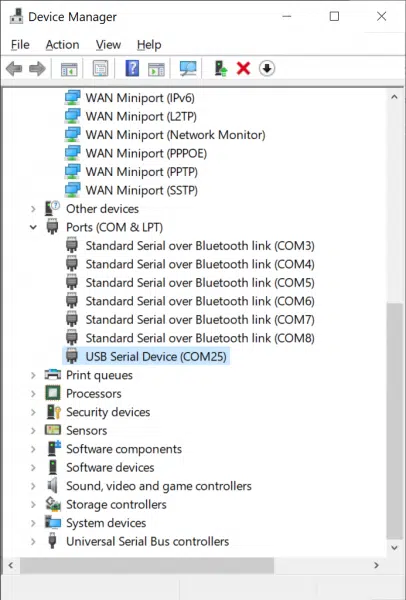 Device Manager
File Action View Help
WAN Miniport (IPv6)
WAN Miniport (L2TP)
WAN Miniport (Network Monitor)
WAN Miniport (PPPOE)
WAN Miniport (PPTP)
WAN Miniport (SSTP)
Other devices
Ports (COM & LPT)
Standard Serial over Bluetooth link (COM3)
Standard Serial over Bluetooth link (COM4)
Standard Serial over Bluetooth link (COM5)
Standard Serial over Bluetooth link (COM6)
Standard Serial over Bluetooth link (COM7)
Standard Serial over Bluetooth link (COM8)
USB Serial Device (COM25)
Print queues
Processors
Security devices
Sensors
Software components
Software devices
Sound, video and game controllers
Storage controllers
System devices
Universal Serial Bus controllers